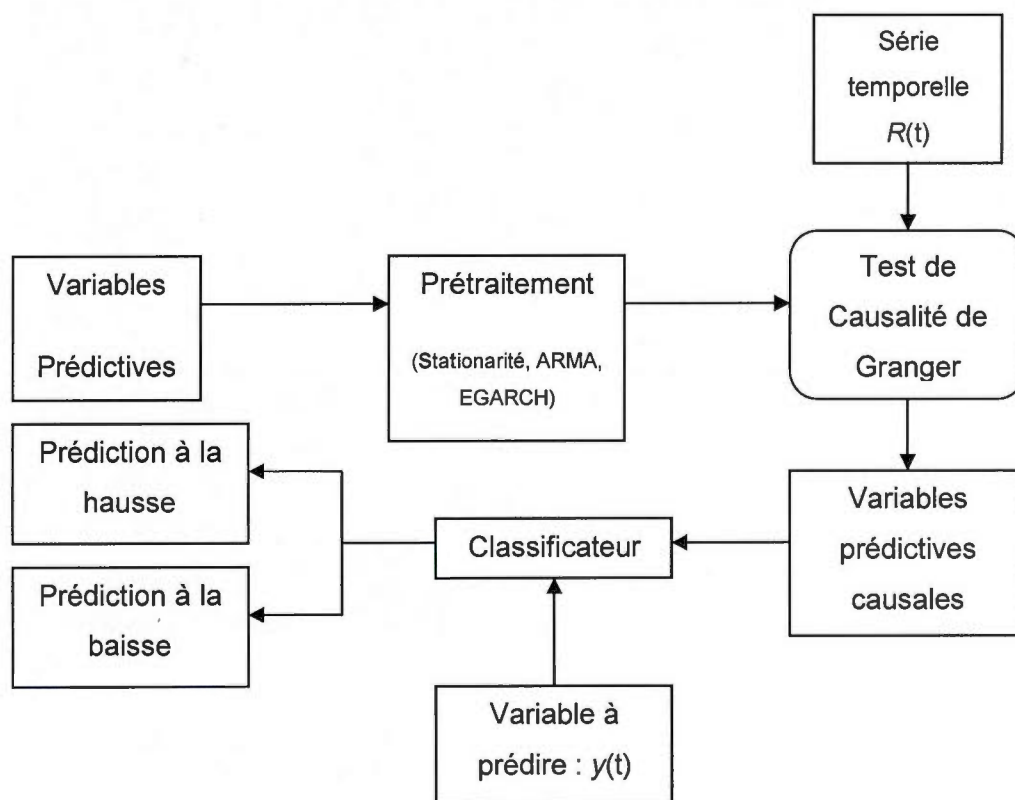 Série
temporelle
R(t)
Variables
Prédictives
Prétraitement
(Stationarité, ARMA,
EGARCH)
Test de
Causalité de
Granger
Prédiction à la
hausse
Classificateur
Variables
prédictives
causales
Prédiction à la
baisse
Variable à
prédire : y(t)